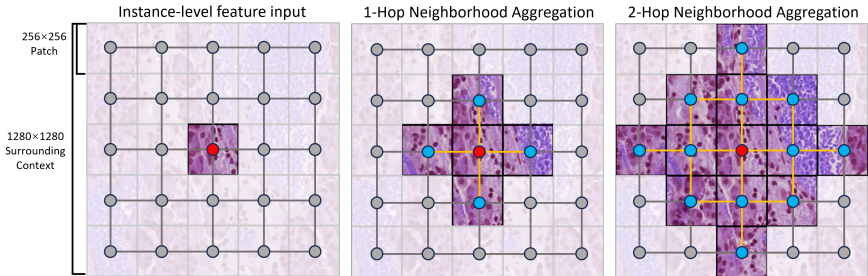 Instance-level feature input
1-Hop Neighborhood Aggregation
2-Hop Neighborhood Aggregation
256×256
Patch
1280×1280
Surrounding
Context